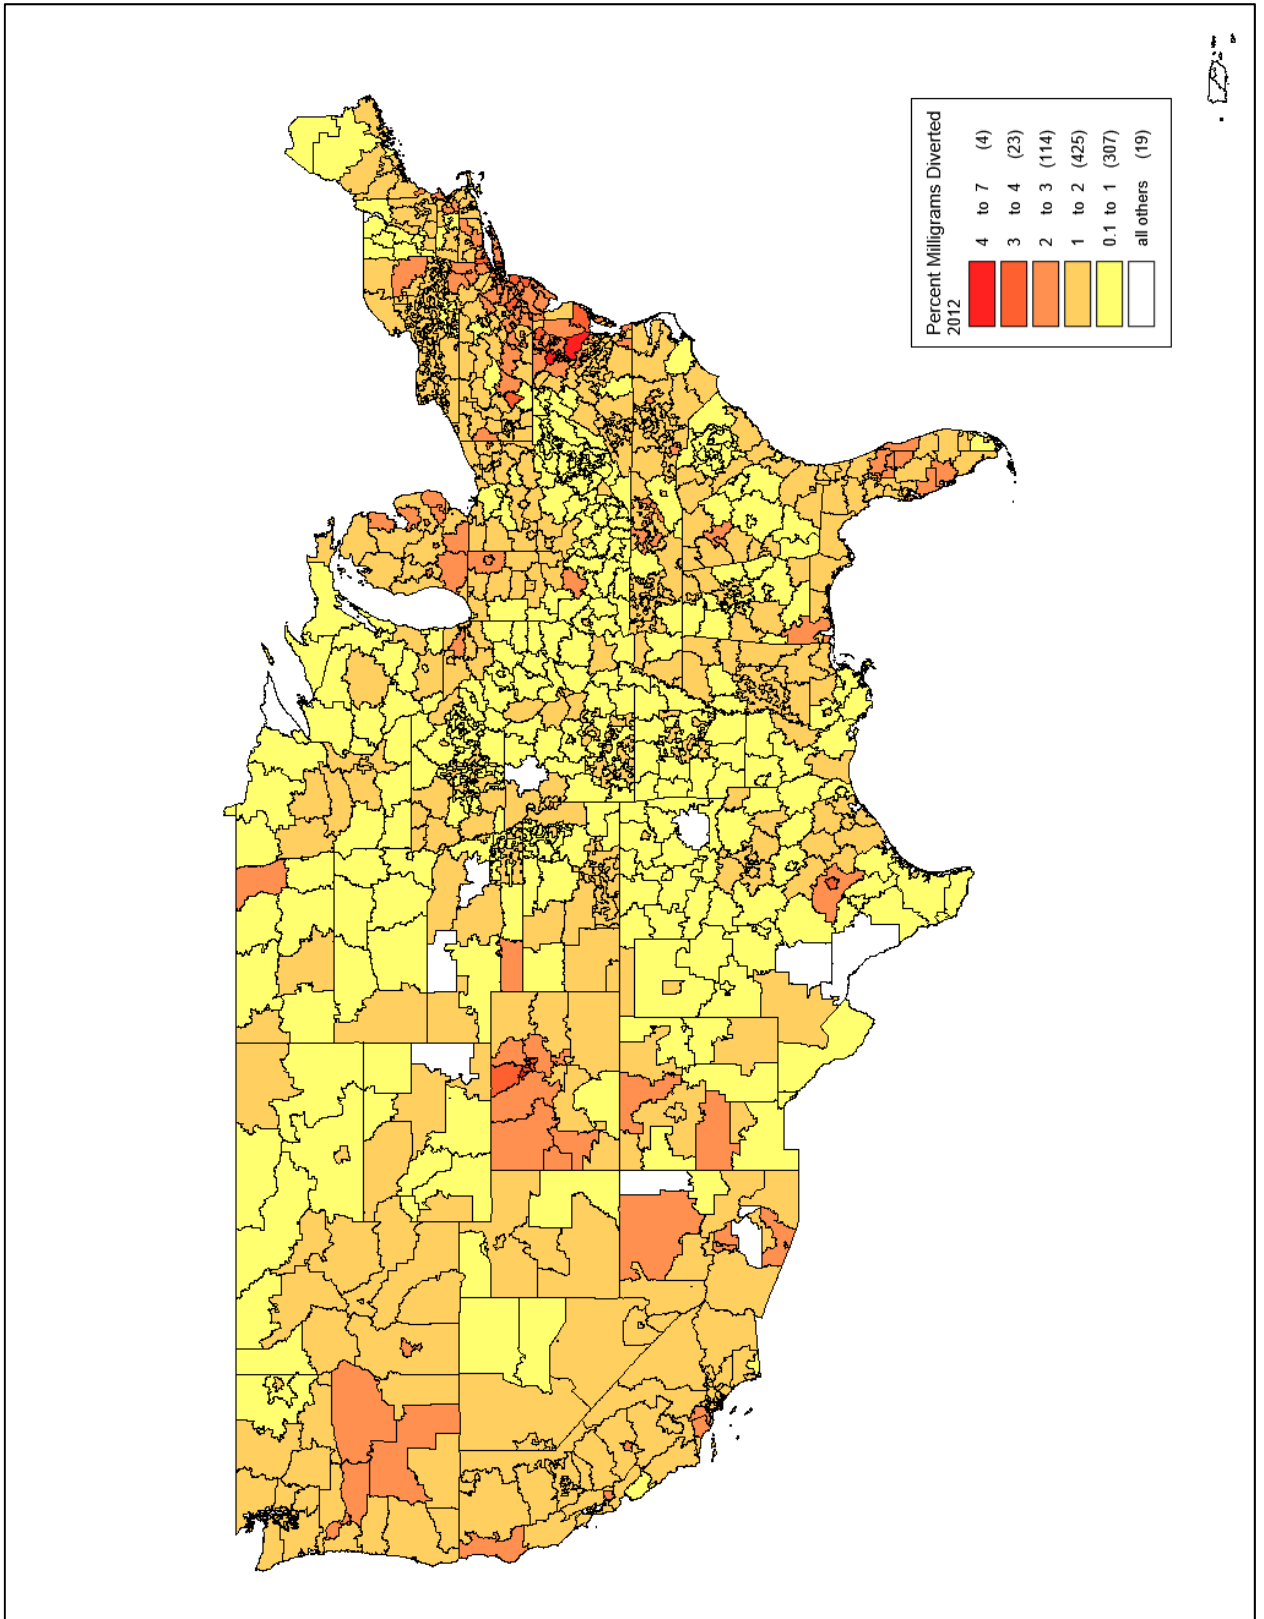 Percent Milligrams Diverted
2012
4 to 7 (4)
3 to 4 (23)
2 to 3 (114)
1 to 2 (425)
0.1 to 1 (307)
all others (19)